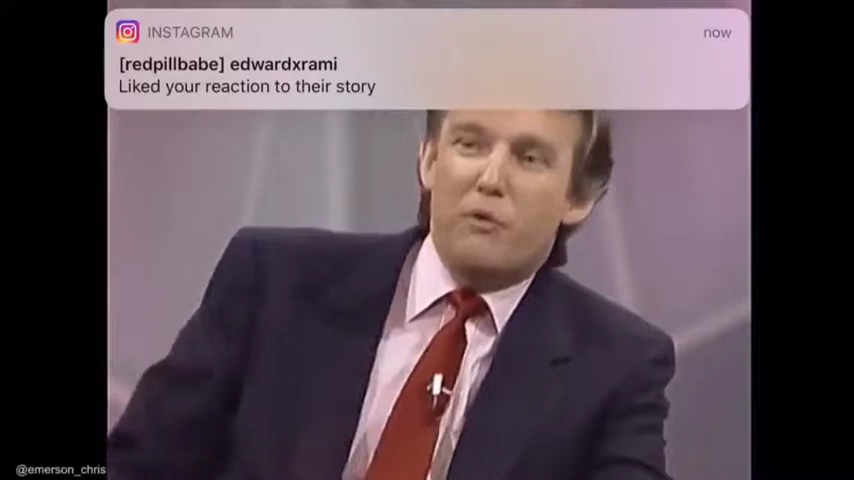 INSTAGRAM now
[redpillbabe] edwardxrami
Liked your reaction to their story
@emerson_chris